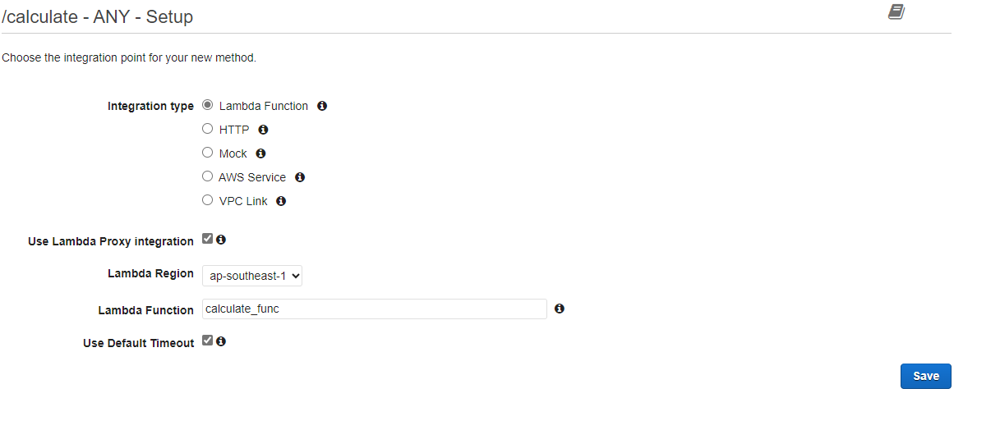 /calculate - ANY - Setup
Choose the integration point for your new method.
Integration type Lambda Function
HTTP
Mock
AWS Service
VPC Link
Use Lambda Proxy integration
Lambda Region ap-southeast-1
Lambda Function calculate_func
Use Default Timeout
Save